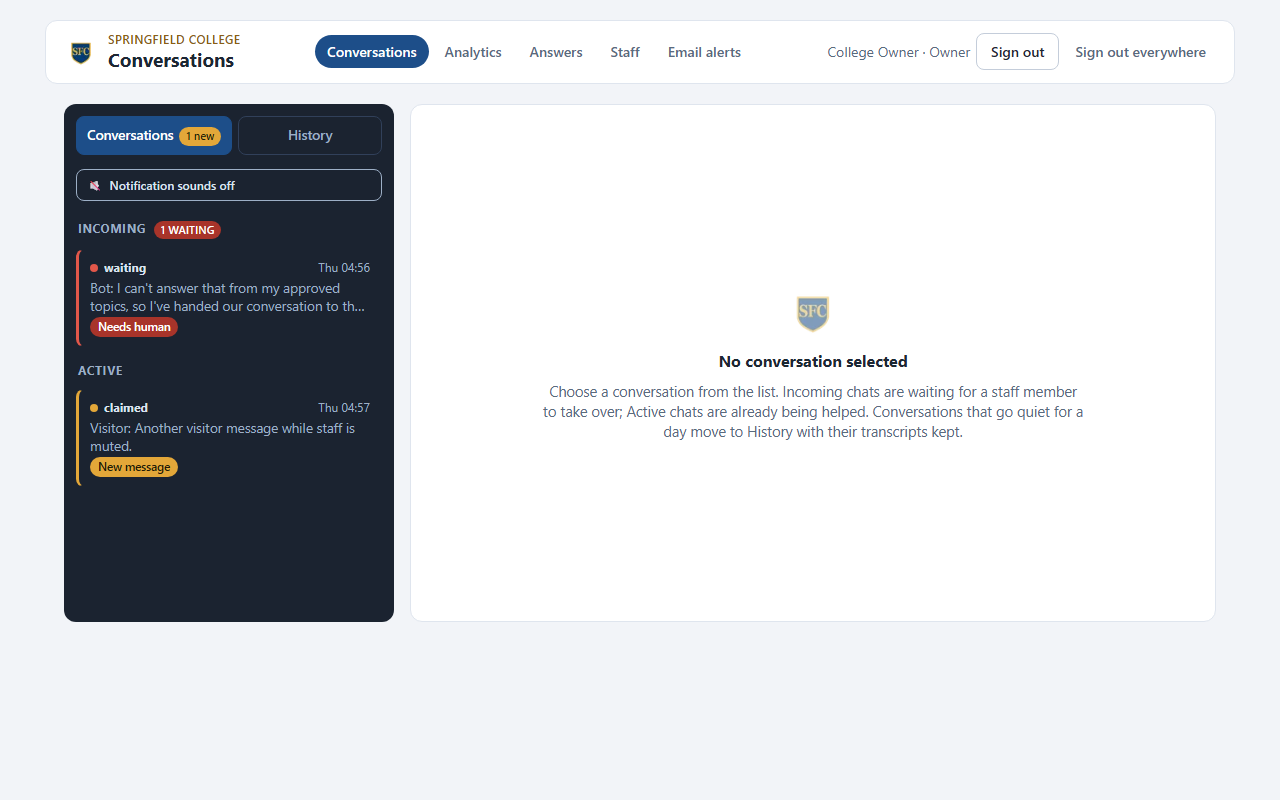 SFC
SPRINGFIELD COLLEGE
Conversations
Conversations
Analytics
Answers
Staff
Email alerts
College Owner · Owner
Sign out
Sign out everywhere
Conversations 1 new
History
Notification sounds off
INCOMING 1 WAITING
waiting Thu 04:56
Bot: I can't answer that from my approved
topics, so I've handed our conversation to th...
Needs human
ACTIVE
claimed Thu 04:57
Visitor: Another visitor message while staff is
muted.
New message
SFC
No conversation selected
Choose a conversation from the list. Incoming chats are waiting for a staff member
to take over; Active chats are already being helped. Conversations that go quiet for a
day move to History with their transcripts kept.